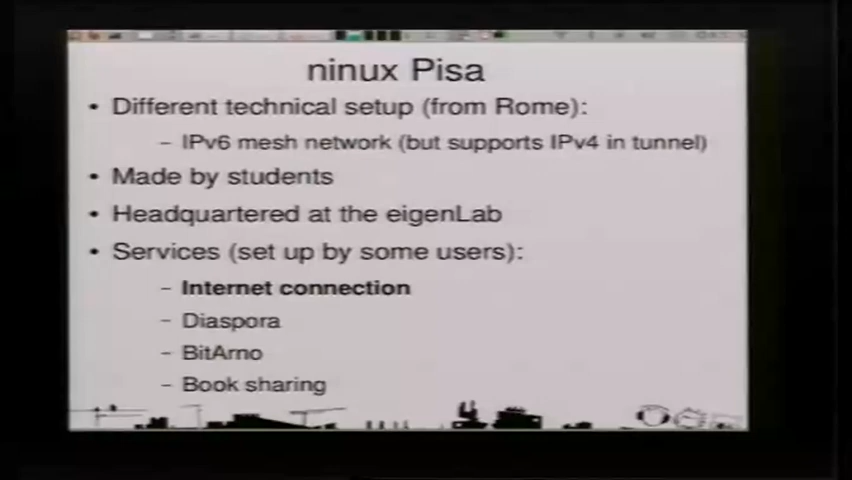 ninux Pisa
• Different technical setup (from Rome):
– IPv6 mesh network (but supports IPv4 in tunnel)
• Made by students
• Headquartered at the eigenLab
• Services (set up by some users):
– Internet connection
– Diaspora
– BitArno
– Book sharing